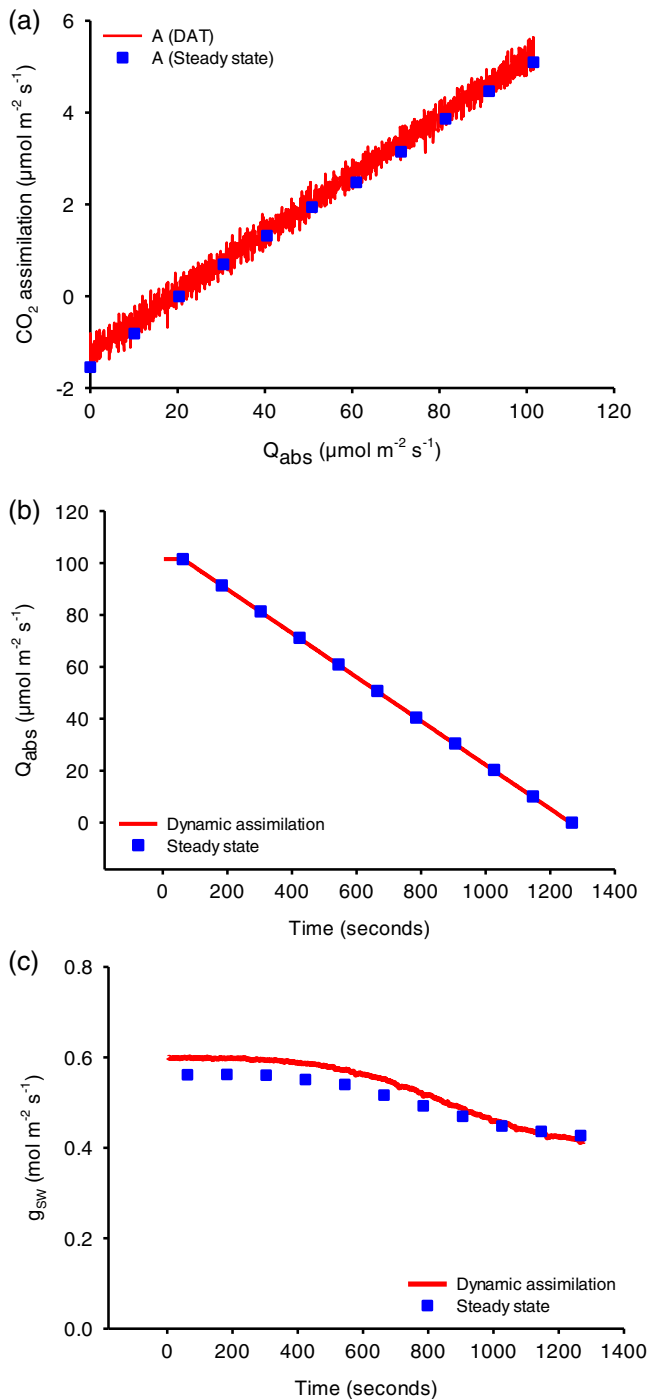 (a)
6
4
2
0
-2
A (DAT)
A (Steady state)
CO₂ assimilation (µmol m⁻² s⁻¹)
0 20 40 60 80 100 120
Qabs (µmol m⁻² s⁻¹)
(b)
120
100
80
60
40
20
0
Qabs (µmol m⁻² s⁻¹)
Dynamic assimilation
Steady state
0 200 400 600 800 1000 1200 1400
Time (seconds)
(c)
0.8
0.6
0.4
0.2
0.0
gsw (mol m⁻² s⁻¹)
Dynamic assimilation
Steady state
0 200 400 600 800 1000 1200 1400
Time (seconds)